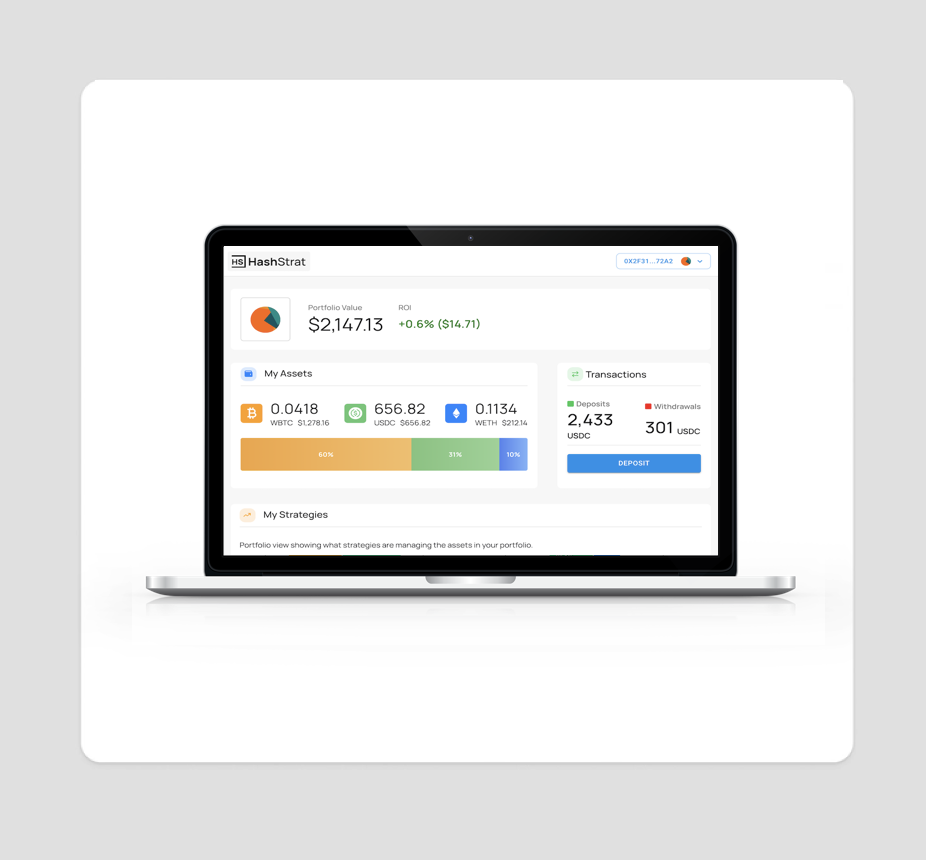 HS HashStrat
0X2F31...72A2
Portfolio Value
$2,147.13
ROI
+0.6% ($14.71)
My Assets
0.0418
WBTC $1,278.16
656.82
USDC $656.82
0.1134
WETH $212.14
60%
31%
10%
Transactions
Deposits
2,433
USDC
Withdrawals
301 USDC
DEPOSIT
My Strategies
Portfolio view showing what strategies are managing the assets in your portfolio.